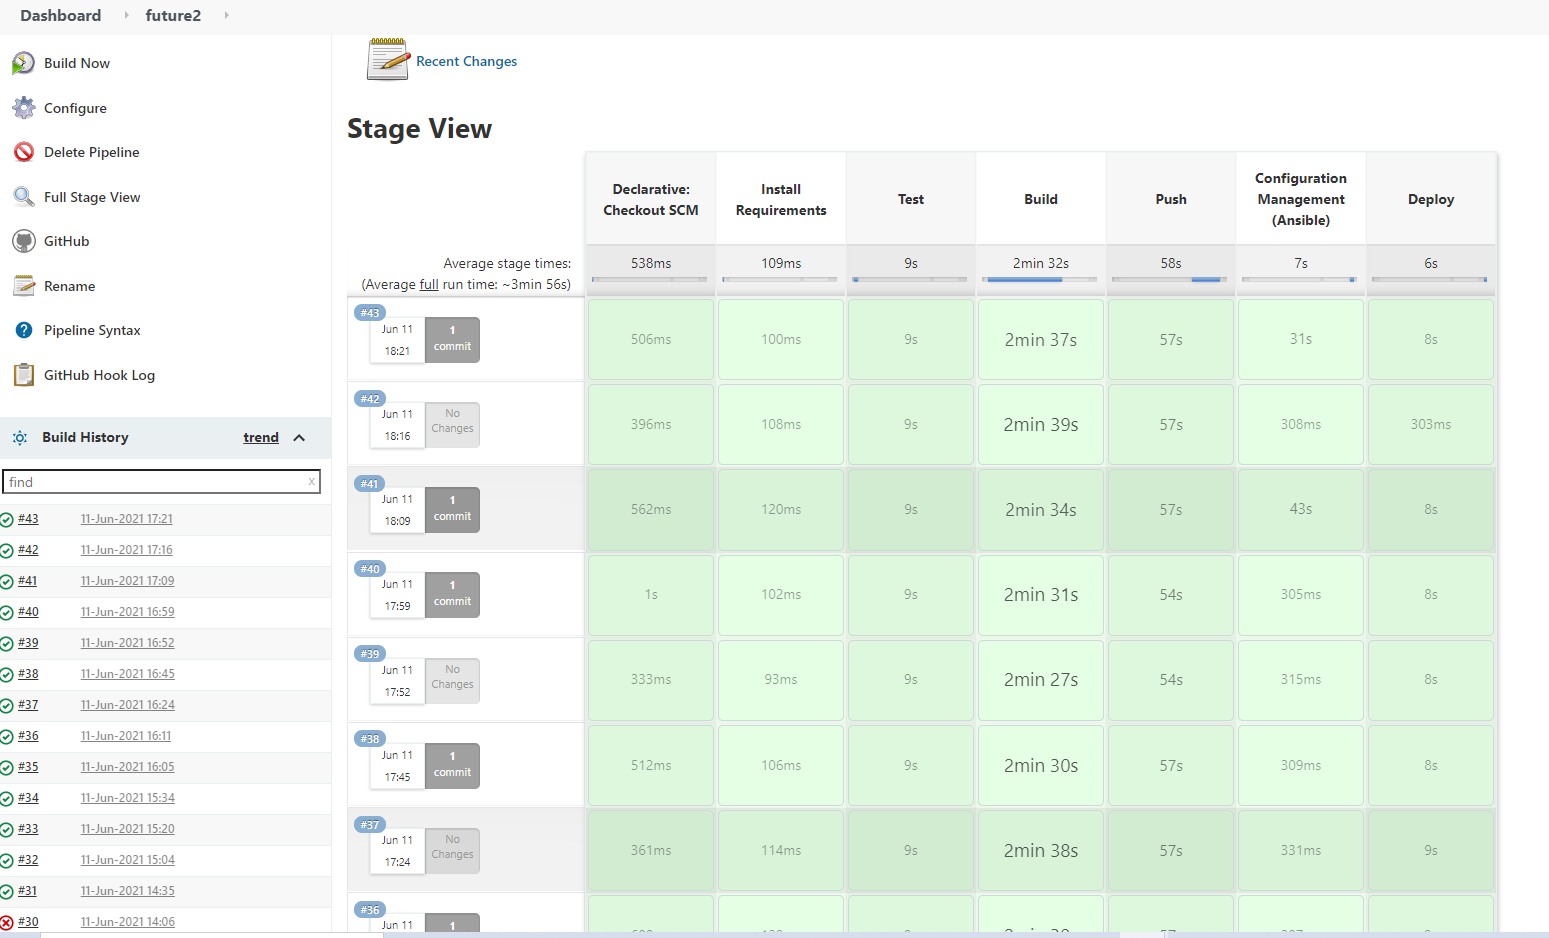 Dashboard future2
Build Now
Configure
Delete Pipeline
Full Stage View
GitHub
Rename
Pipeline Syntax
GitHub Hook Log
Build History trend
find x
#43 11-Jun-2021 17:21
#42 11-Jun-2021 17:16
#41 11-Jun-2021 17:09
#40 11-Jun-2021 16:59
#39 11-Jun-2021 16:52
#38 11-Jun-2021 16:45
#37 11-Jun-2021 16:24
#36 11-Jun-2021 16:11
#35 11-Jun-2021 16:05
#34 11-Jun-2021 15:34
#33 11-Jun-2021 15:20
#32 11-Jun-2021 15:04
#31 11-Jun-2021 14:35
#30 11-Jun-2021 14:06
Recent Changes
Stage View
Declarative:
Checkout SCM
Install
Requirements
Test
Build
Push
Configuration
Management
(Ansible)
Deploy
Average stage times:
(Average full run time: ~3min 56s)
538ms 109ms 9s 2min 32s 58s 7s 6s
#43
Jun 11
18:21
1
commit
506ms 100ms 9s 2min 37s 57s 31s 8s
#42
Jun 11
18:16
No
Changes
396ms 108ms 9s 2min 39s 57s 308ms 303ms
#41
Jun 11
18:09
1
commit
562ms 120ms 9s 2min 34s 57s 43s 8s
#40
Jun 11
17:59
1
commit
1s 102ms 9s 2min 31s 54s 305ms 8s
#39
Jun 11
17:52
No
Changes
333ms 93ms 9s 2min 27s 54s 315ms 8s
#38
Jun 11
17:45
1
commit
512ms 106ms 9s 2min 30s 57s 309ms 8s
#37
Jun 11
17:24
No
Changes
361ms 114ms 9s 2min 38s 57s 331ms 9s
#36
Jun 11
1